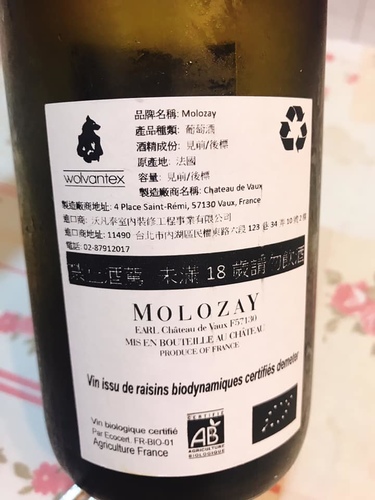 wolvantex
品牌名稱: Molozay
產品種類: 葡萄酒
酒精成份: 見前/後標
原產地: 法國
容量: 見前/後標
製造廠商名稱: Chateau de Vaux
製造廠商地址: 4 Place Saint-Rémi, 57130 Vaux, France
進口商: 沃凡奉室內裝修工程事業有限公司
進口商地址: 11490 台北市內湖區民權東路六段 123 巷 34 年 10 號 2 樓
電話: 02-87912017
禁止酒駕 未滿 18 歲請勿飲酒
MOLOZAY
EARL Château de Vaux F57130
MIS EN BOUTEILLE AU CHÂTEAU
PRODUCE OF FRANCE
Vin issu de raisins biodynamiques certifiés demeter
Vin biologique certifié
Par Ecocert. FR-BIO-01
Agriculture France
CERTIFIÉ
AB
AGRICULTURE
BIOLOGIQUE